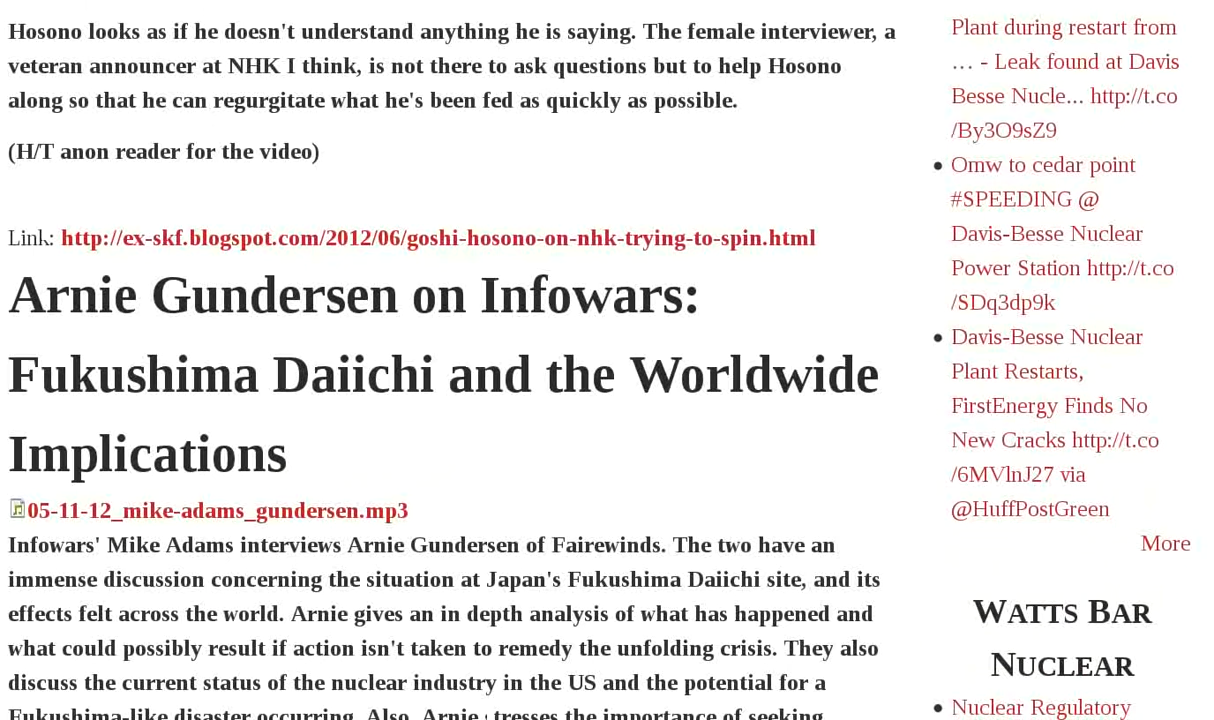 Hosono looks as if he doesn't understand anything he is saying. The female interviewer, a
veteran announcer at NHK I think, is not there to ask questions but to help Hosono
along so that he can regurgitate what he's been fed as quickly as possible.
(H/T anon reader for the video)
Link: http://ex-skf.blogspot.com/2012/06/goshi-hosono-on-nhk-trying-to-spin.html
Arnie Gundersen on Infowars:
Fukushima Daiichi and the Worldwide
Implications
05-11-12_mike-adams_gundersen.mp3
Infowars' Mike Adams interviews Arnie Gundersen of Fairewinds. The two have an
immense discussion concerning the situation at Japan's Fukushima Daiichi site, and its
effects felt across the world. Arnie gives an in depth analysis of what has happened and
what could possibly result if action isn't taken to remedy the unfolding crisis. They also
discuss the current status of the nuclear industry in the US and the potential for a
Fukushima-like disaster occurring. Also, Arnie stresses the importance of seeking
Plant during restart from
… - Leak found at Davis
Besse Nucle... http://t.co
/By3O9sZ9
• Omw to cedar point
#SPEEDING @
Davis-Besse Nuclear
Power Station http://t.co
/SDq3dp9k
• Davis-Besse Nuclear
Plant Restarts,
FirstEnergy Finds No
New Cracks http://t.co
/6MVlnJ27 via
@HuffPostGreen
More
Watts Bar
Nuclear
• Nuclear Regulatory